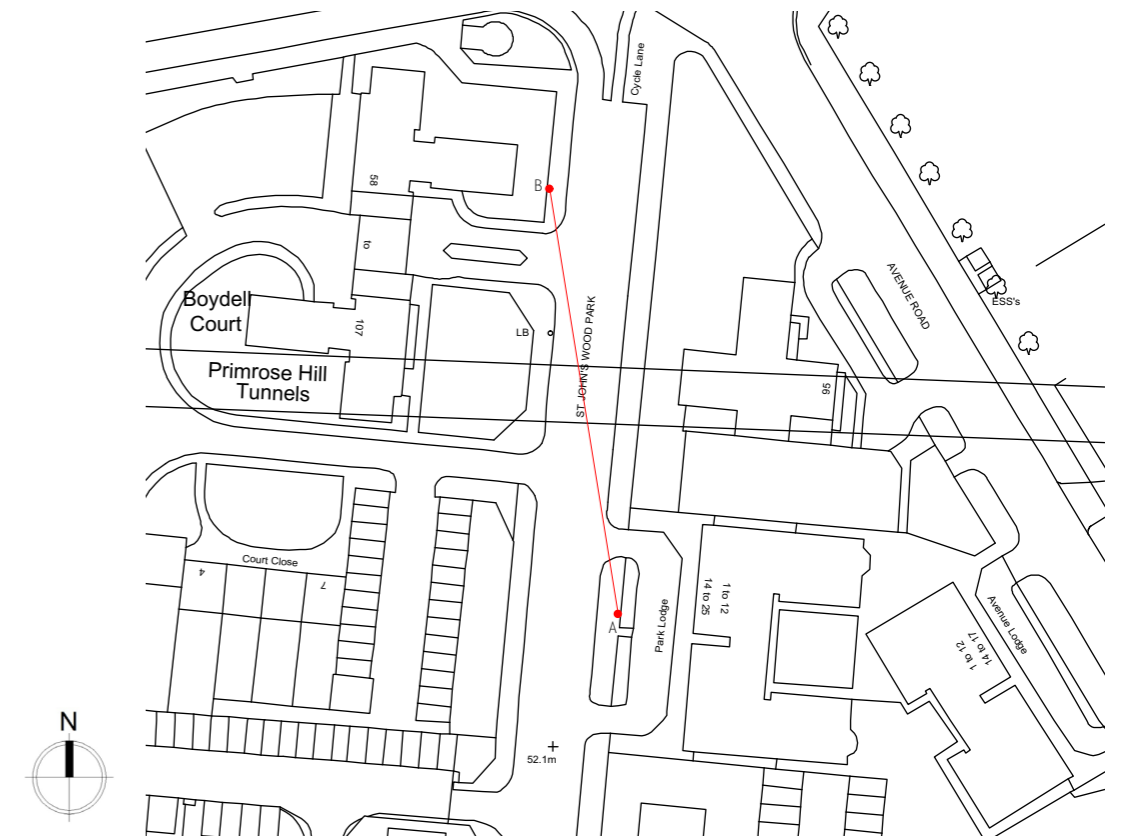 Cycle Lane
B
58
to
107
Boydell
Court
LB
ST JOHN'S WOOD PARK
AVENUE ROAD
ESS's
Primrose Hill
Tunnels
95
Court Close
4
7
A
Park Lodge
1 to 12
14 to 25
Avenue Lodge
1 to 12
14 to 17
N
52.1m